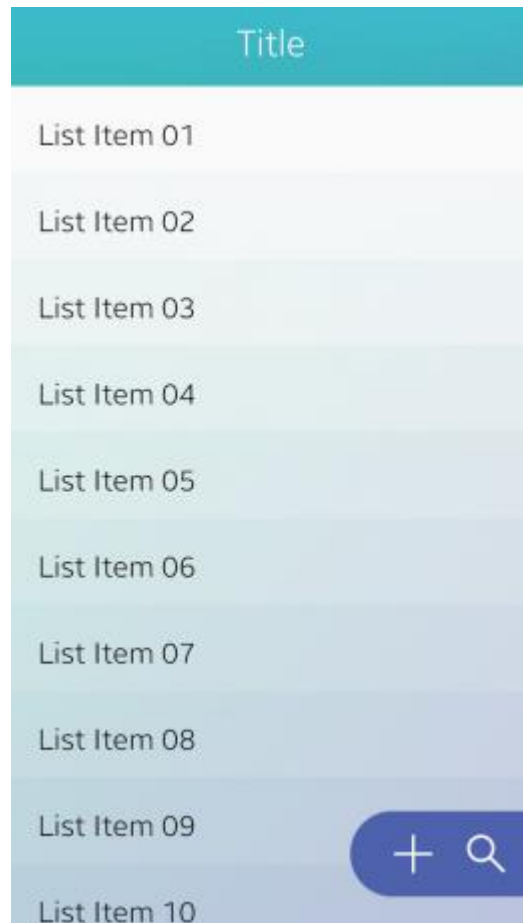 Title
List Item 01
List Item 02
List Item 03
List Item 04
List Item 05
List Item 06
List Item 07
List Item 08
List Item 09
List Item 10